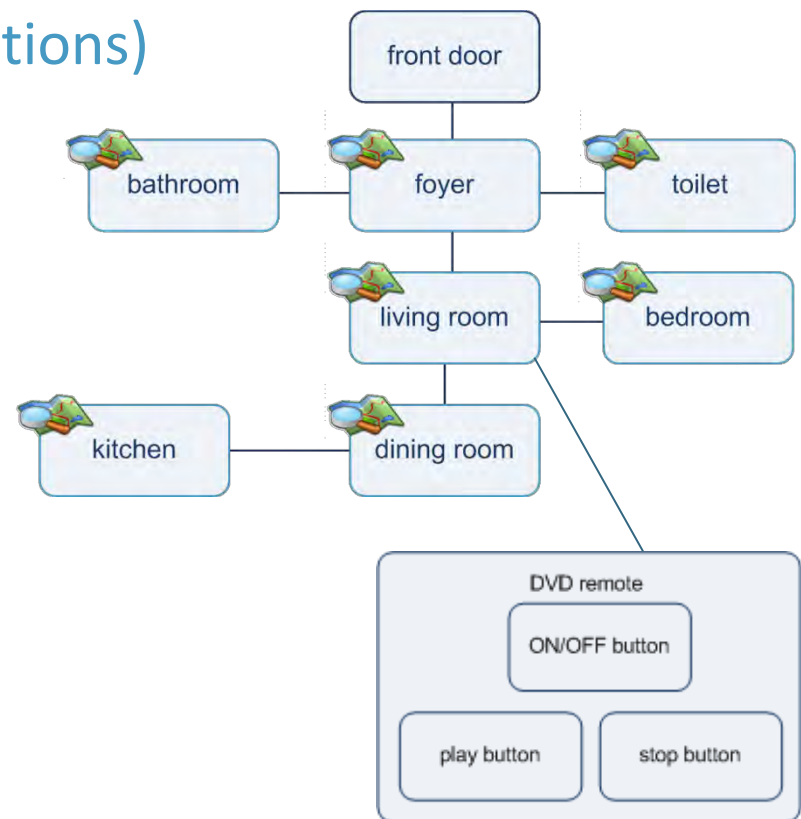 tions)
front door
bathroom
foyer
toilet
living room
bedroom
kitchen
dining room
DVD remote
ON/OFF button
play button
stop button